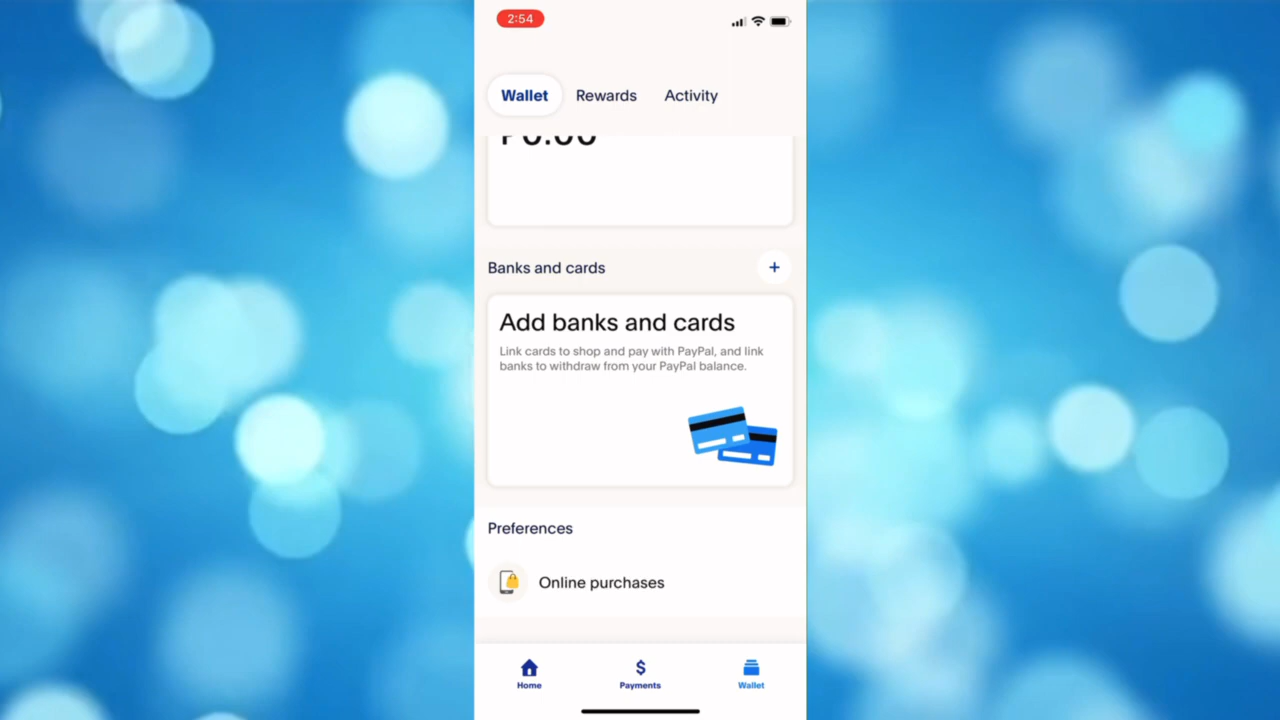 2:54
Wallet Rewards Activity
Banks and cards +
Add banks and cards
Link cards to shop and pay with PayPal, and link
banks to withdraw from your PayPal balance.
Preferences
Online purchases
$
Home Payments Wallet